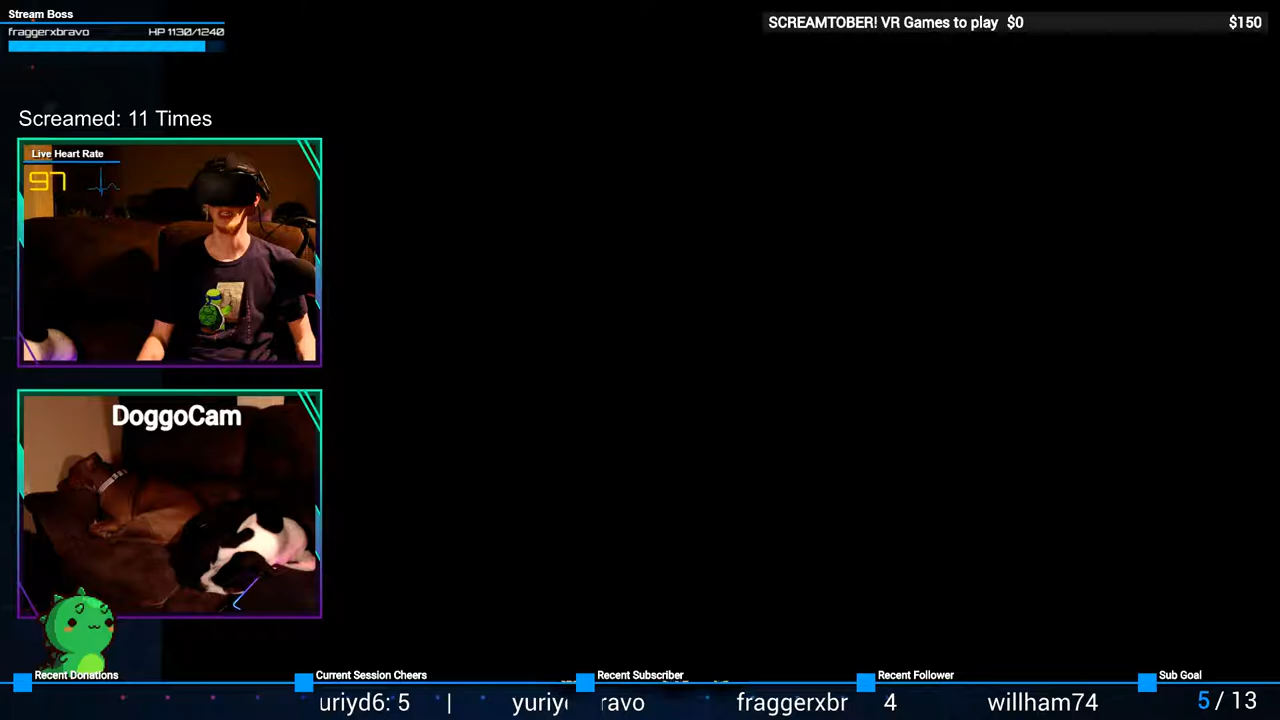 Stream Boss
fraggerxbravo HP 1130/1240
SCREAMTOBER! VR Games to play $0 $150
Screamed: 11 Times
Live Heart Rate
97
DoggoCam
Recent Donations
Current Session Cheers
uriyd6: 5 |
Recent Subscriber
ravo fraggerxbr
Recent Follower
4 willham74
Sub Goal
5 / 13